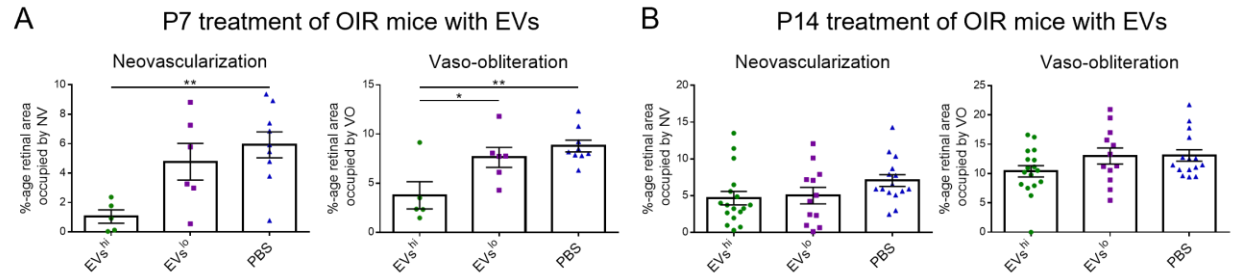 A
P7 treatment of OIR mice with EVs
Neovascularization
%-age retinal area
occupied by NV
10
8
6
4
2
0
**
EVs^hi
EVs^lo
PBS
Vaso-obliteration
%-age retinal area
occupied by VO
15
10
5
0
**
*
EVs^hi
EVs^lo
PBS
B
P14 treatment of OIR mice with EVs
Neovascularization
%-age retinal area
occupied by NV
20
15
10
5
0
EVs^hi
EVs^lo
PBS
Vaso-obliteration
%-age retinal area
occupied by VO
25
20
15
10
5
0
EVs^hi
EVs^lo
PBS